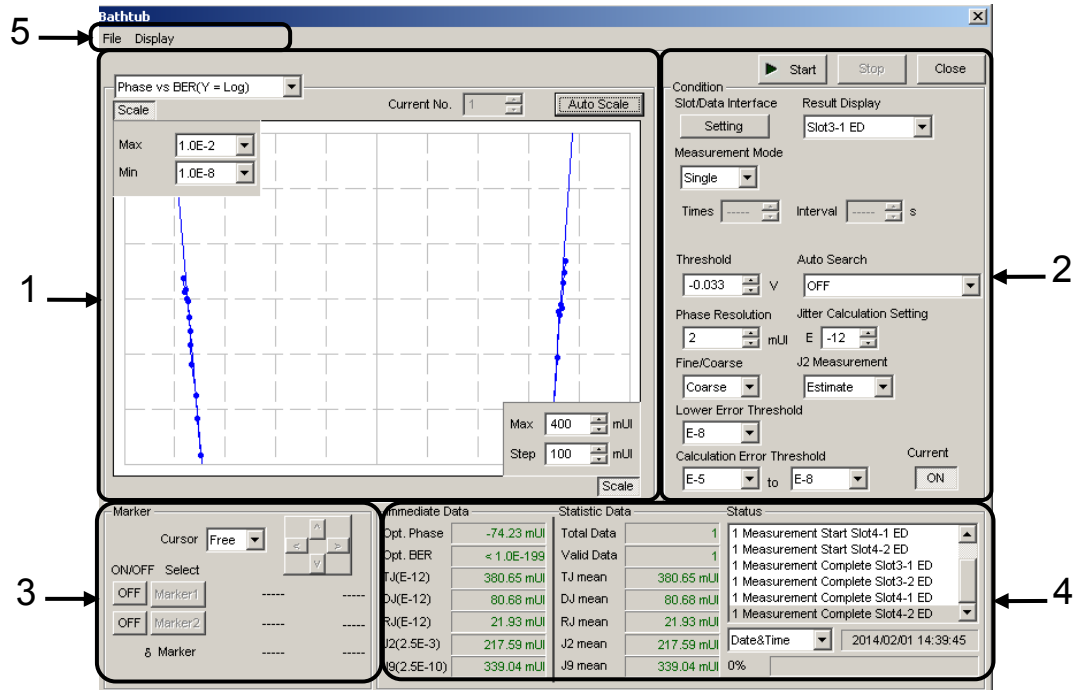 Bathtub
5
File Display
Start Stop Close
Phase vs BER(Y = Log)
Current No. 1 Auto Scale
Scale
Max 1.0E-2
Min 1.0E-8
1
Max 400 mUI
Step 100 mUI
Scale
Condition
Slot/Data Interface Result Display
Setting Slot3-1 ED
Measurement Mode
Single
Times ----- Interval ----- s
Threshold Auto Search
-0.033 V OFF
2
Phase Resolution Jitter Calculation Setting
2 mUI E -12
Fine/Coarse J2 Measurement
Coarse Estimate
Lower Error Threshold
E-8
Calculation Error Threshold Current
E-5 to E-8 ON
3
Marker
Cursor Free
^
< >
v
ON/OFF Select
OFF Marker1 ----- -----
OFF Marker2 ----- -----
δ Marker ----- -----
Immediate Data Statistic Data Status
Opt. Phase -74.23 mUI Total Data 1
Opt. BER < 1.0E-199 Valid Data 1
TJ(E-12) 380.65 mUI TJ mean 380.65 mUI
DJ(E-12) 80.68 mUI DJ mean 80.68 mUI
RJ(E-12) 21.93 mUI RJ mean 21.93 mUI
J2(2.5E-3) 217.59 mUI J2 mean 217.59 mUI
J9(2.5E-10) 339.04 mUI J9 mean 339.04 mUI
1 Measurement Start Slot4-1 ED
1 Measurement Start Slot4-2 ED
1 Measurement Complete Slot3-1 ED
1 Measurement Complete Slot3-2 ED
1 Measurement Complete Slot4-1 ED
1 Measurement Complete Slot4-2 ED
Date&Time 2014/02/01 14:39:45
0%
4